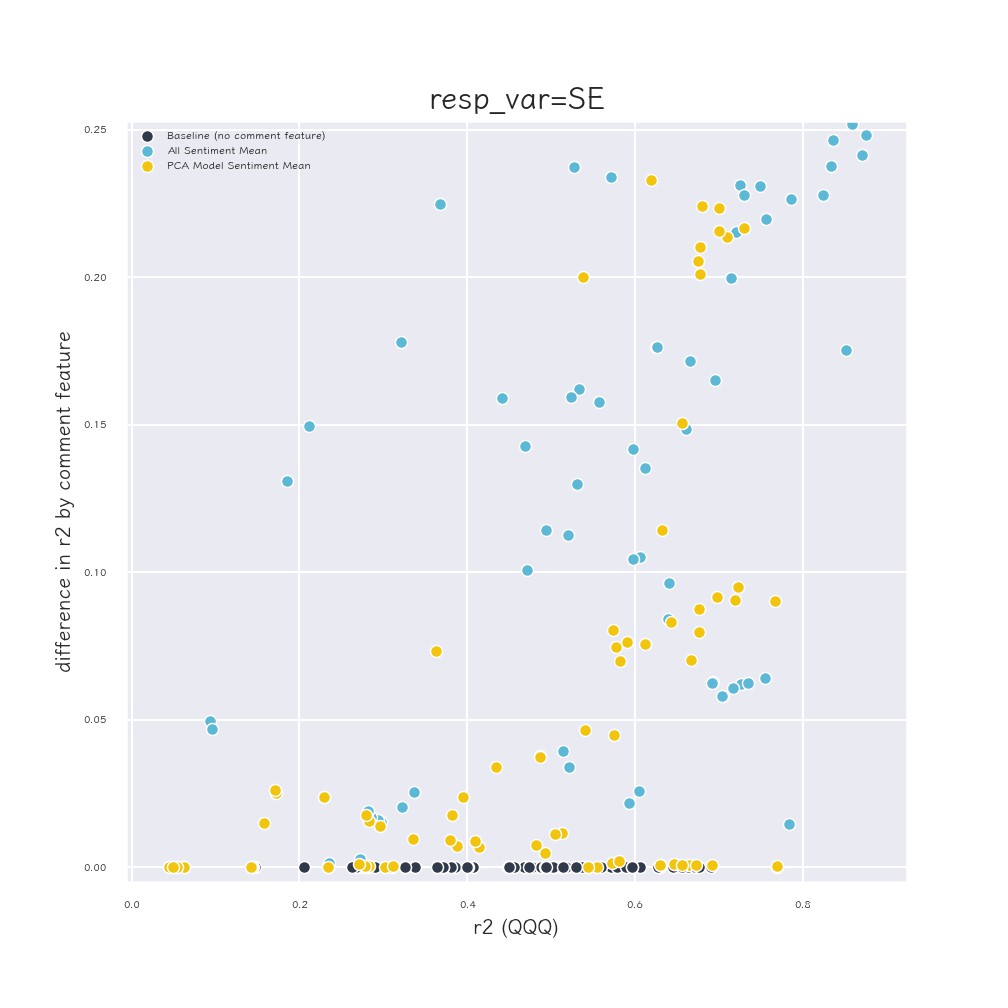 resp_var=SE
Baseline (no comment feature)
All Sentiment Mean
PCA Model Sentiment Mean
0.25
0.20
0.15
0.10
0.05
0.00
difference in r2 by comment feature
0.0 0.2 0.4 0.6 0.8
r2 (QQQ)